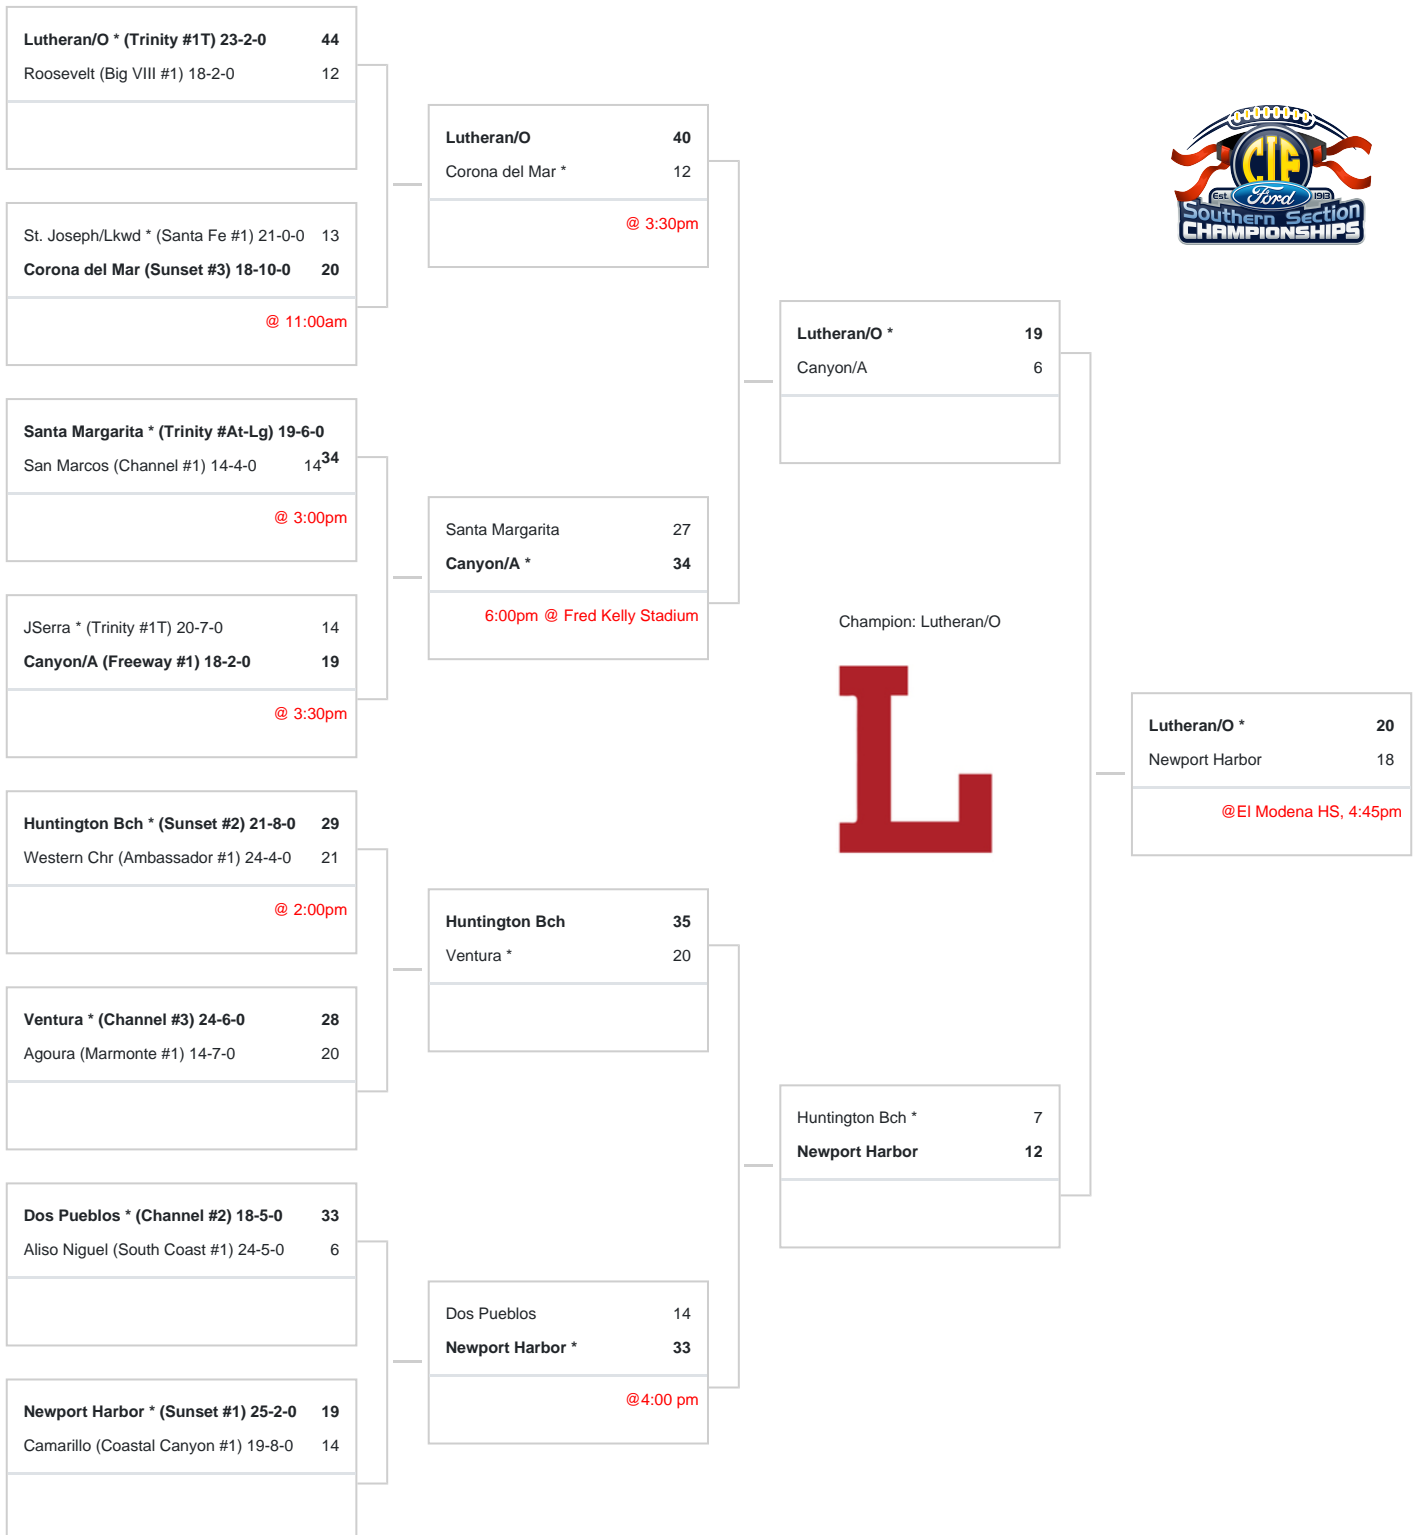 Lutheran/O * (Trinity #1T) 23-2-0 44
Roosevelt (Big VIII #1) 18-2-0 12
St. Joseph/Lkwd * (Santa Fe #1) 21-0-0 13
Corona del Mar (Sunset #3) 18-10-0 20
@ 11:00am
Santa Margarita * (Trinity #At-Lg) 19-6-0
34
San Marcos (Channel #1) 14-4-0 14
@ 3:00pm
JSerra * (Trinity #1T) 20-7-0 14
Canyon/A (Freeway #1) 18-2-0 19
@ 3:30pm
Huntington Bch * (Sunset #2) 21-8-0 29
Western Chr (Ambassador #1) 24-4-0 21
@ 2:00pm
Ventura * (Channel #3) 24-6-0 28
Agoura (Marmonte #1) 14-7-0 20
Dos Pueblos * (Channel #2) 18-5-0 33
Aliso Niguel (South Coast #1) 24-5-0 6
Newport Harbor * (Sunset #1) 25-2-0 19
Camarillo (Coastal Canyon #1) 19-8-0 14
Lutheran/O 40
Corona del Mar * 12
@ 3:30pm
Santa Margarita 27
Canyon/A * 34
6:00pm @ Fred Kelly Stadium
Huntington Bch 35
Ventura * 20
Dos Pueblos 14
Newport Harbor * 33
@4:00 pm
Lutheran/O * 19
Canyon/A 6
Huntington Bch * 7
Newport Harbor 12
Champion: Lutheran/O
L
Lutheran/O * 20
Newport Harbor 18
@El Modena HS, 4:45pm
CIF
Est. Ford 1913
Southern Section
CHAMPIONSHIPS